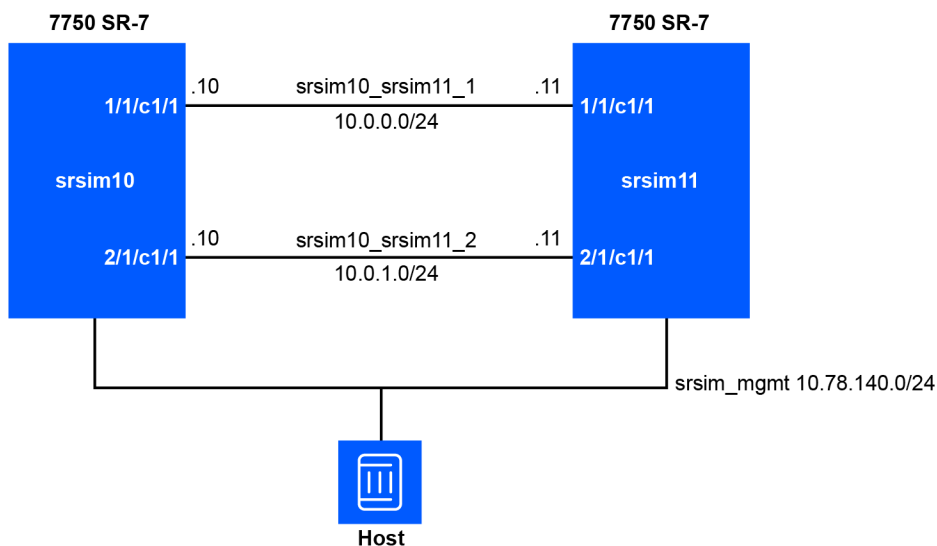 7750 SR-7
7750 SR-7
.10
srsim10_srsim11_1
.11
1/1/c1/1
10.0.0.0/24
1/1/c1/1
srsim10
srsim11
.10
srsim10_srsim11_2
.11
2/1/c1/1
10.0.1.0/24
2/1/c1/1
srsim_mgmt 10.78.140.0/24
Host